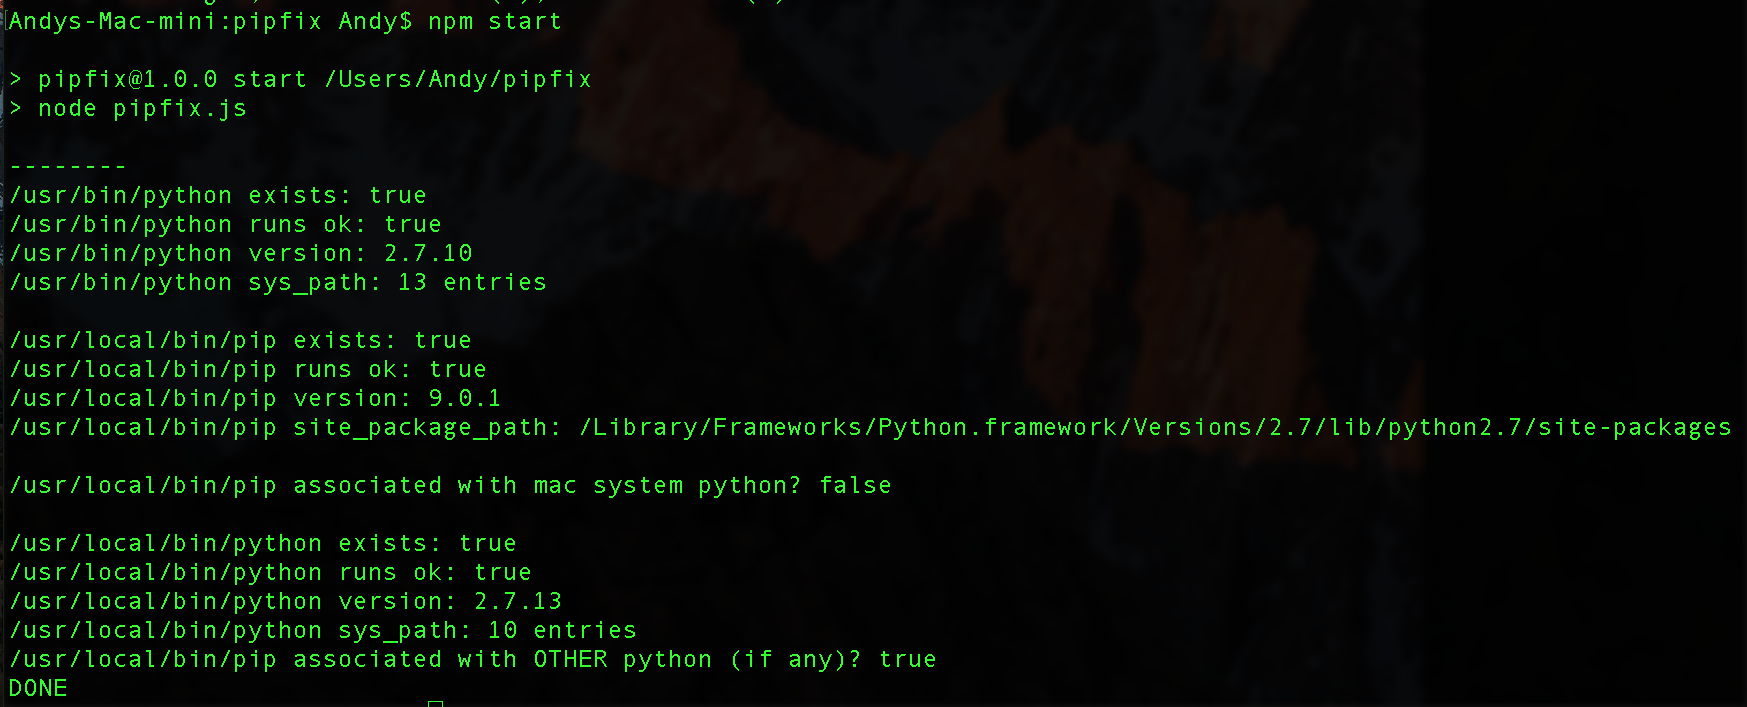 Andys-Mac-mini:pipfix Andy$ npm start
> pipfix@1.0.0 start /Users/Andy/pipfix
> node pipfix.js
--------
/usr/bin/python exists: true
/usr/bin/python runs ok: true
/usr/bin/python version: 2.7.10
/usr/bin/python sys_path: 13 entries
/usr/local/bin/pip exists: true
/usr/local/bin/pip runs ok: true
/usr/local/bin/pip version: 9.0.1
/usr/local/bin/pip site_package_path: /Library/Frameworks/Python.framework/Versions/2.7/lib/python2.7/site-packages
/usr/local/bin/pip associated with mac system python? false
/usr/local/bin/python exists: true
/usr/local/bin/python runs ok: true
/usr/local/bin/python version: 2.7.13
/usr/local/bin/python sys_path: 10 entries
/usr/local/bin/pip associated with OTHER python (if any)? true
DONE